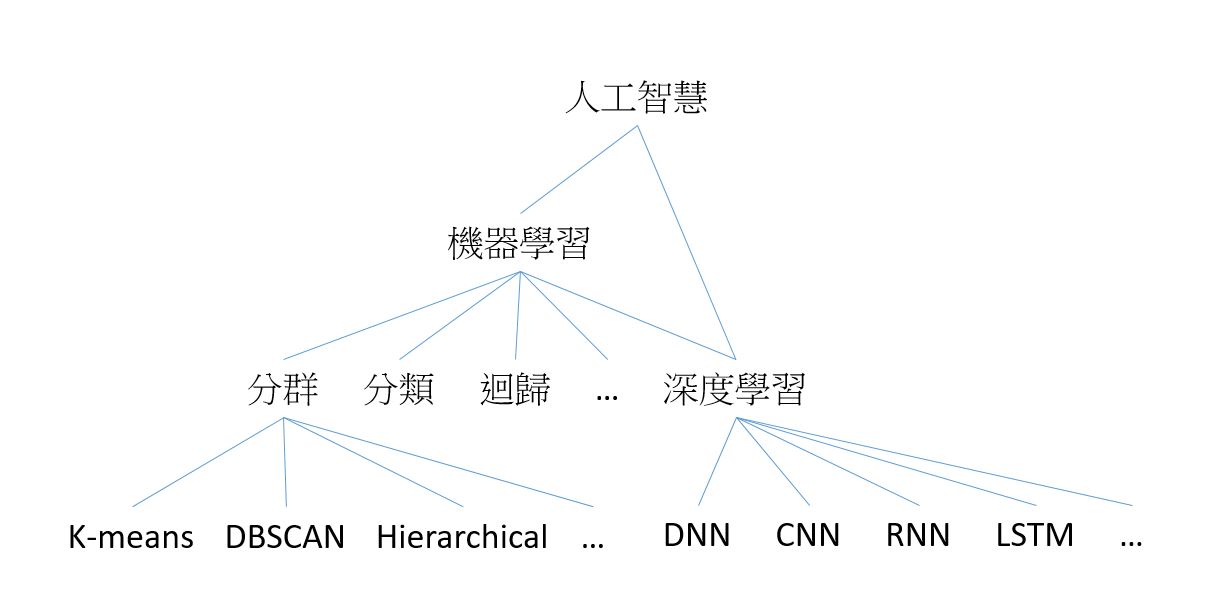 人工智慧
機器學習
分群 分類 迴歸 ... 深度學習
K-means DBSCAN Hierarchical ... DNN CNN RNN LSTM ...